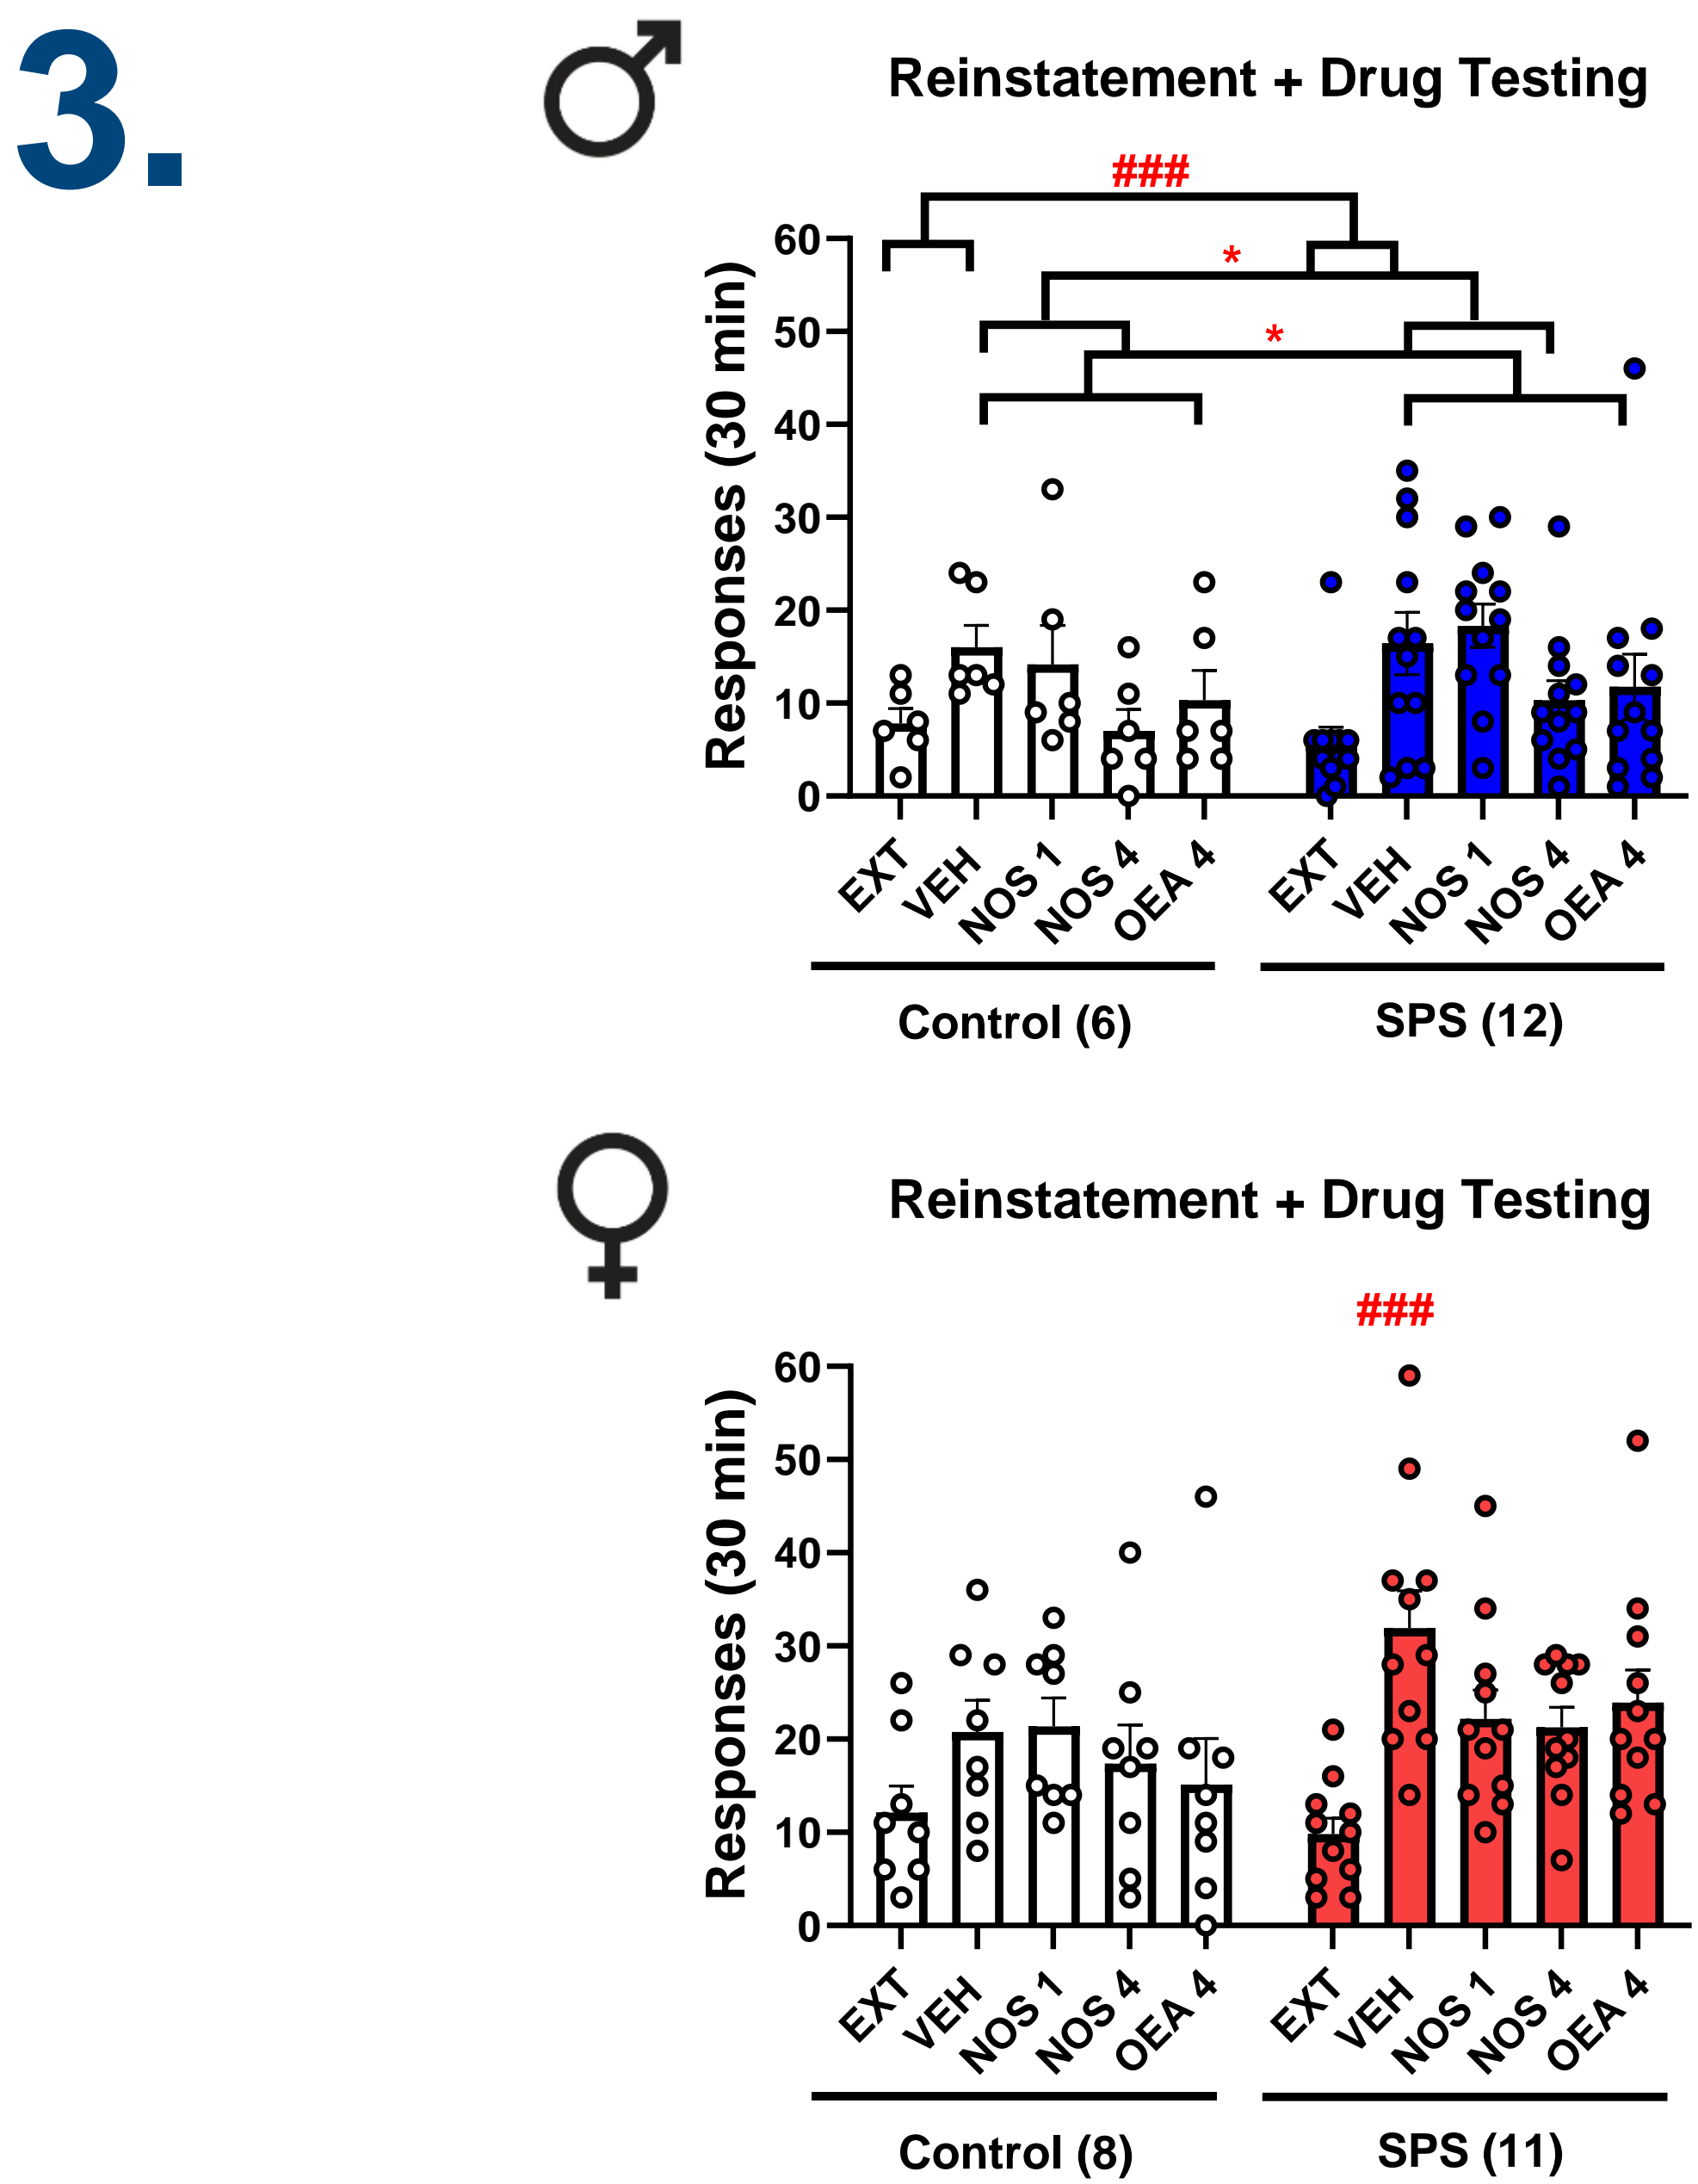 3.
Reinstatement + Drug Testing
###
*
*
Responses (30 min)
60
50
40
30
20
10
0
EXT VEH NOS 1 NOS 4 OEA 4 EXT VEH NOS 1 NOS 4 OEA 4
Control (6) SPS (12)
Reinstatement + Drug Testing
###
Responses (30 min)
60
50
40
30
20
10
0
EXT VEH NOS 1 NOS 4 OEA 4 EXT VEH NOS 1 NOS 4 OEA 4
Control (8) SPS (11)